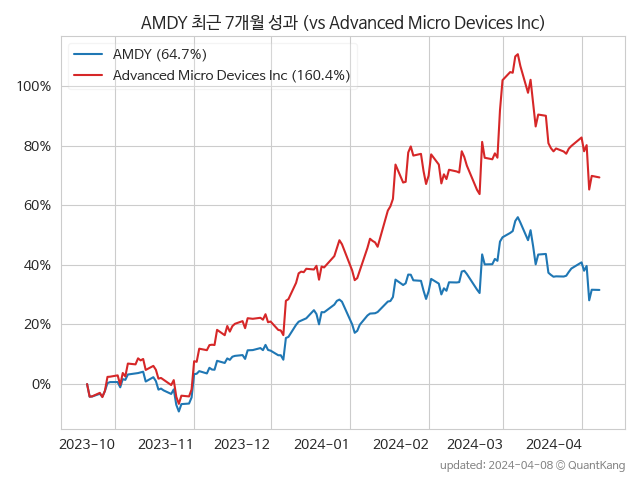 AMDY 최근 7개월 성과 (vs Advanced Micro Devices Inc)
AMDY (64.7%)
Advanced Micro Devices Inc (160.4%)
100%
80%
60%
40%
20%
0%
2023-10 2023-11 2023-12 2024-01 2024-02 2024-03 2024-04
updated: 2024-04-08 © QuantKang